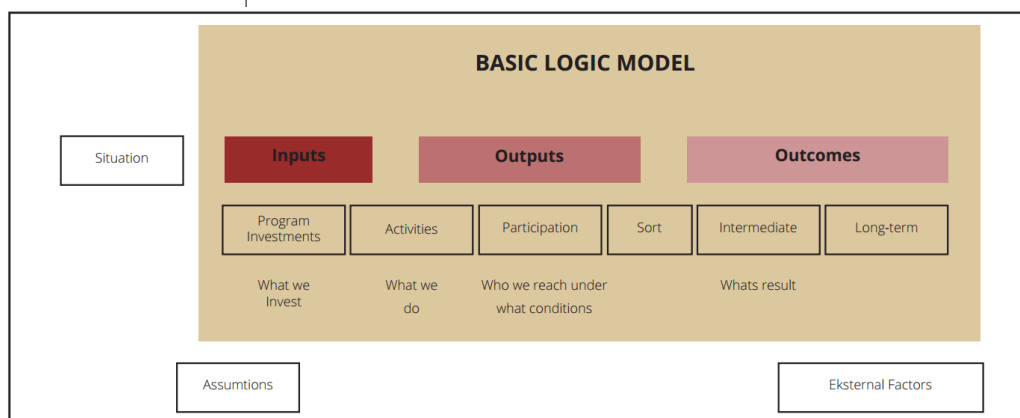 BASIC LOGIC MODEL
Situation
Inputs
Outputs
Outcomes
Program
Investments
Activities
Participation
Sort
Intermediate
Long-term
What we
Invest
What we
do
Who we reach under
what conditions
Whats result
Assumtions
Eksternal Factors